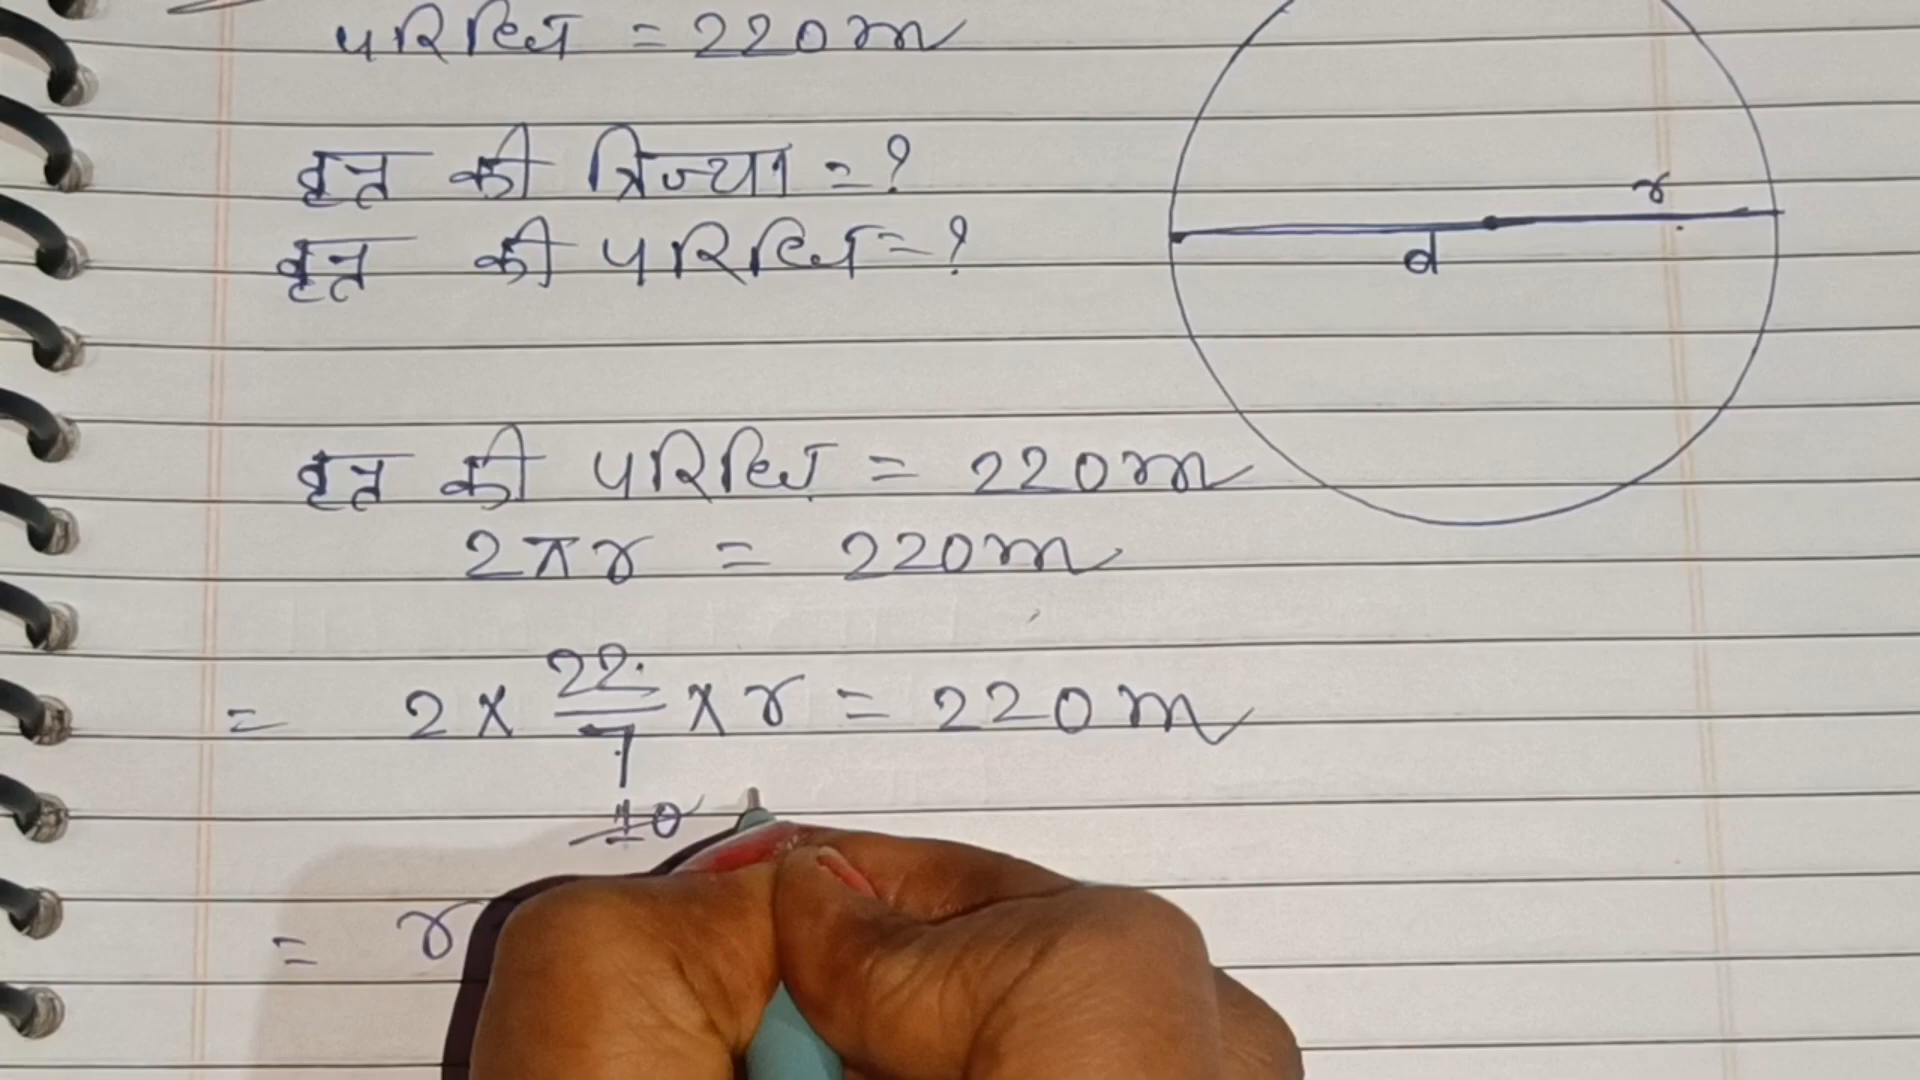 परिधि = 220m
वृत्त की त्रिज्या = ?
वृत्त की परिधि = ?
r
d
वृत्त की परिधि = 220m
2πr = 220m
= 2 × 22/7 × r = 220m
10
= r